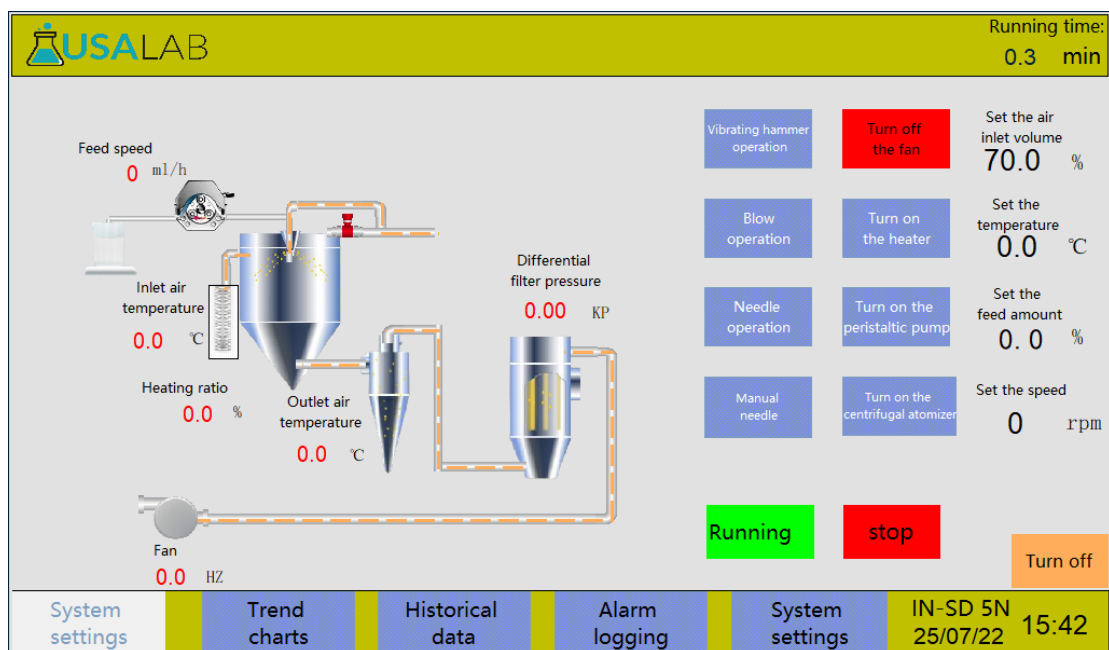 USALAB
Running time:
0.3 min
Feed speed
0 ml/h
Inlet air
temperature
0.0 ℃
Heating ratio
0.0 %
Outlet air
temperature
0.0 ℃
Differential
filter pressure
0.00 KP
Fan
0.0 HZ
Vibrating hammer
operation
Turn off
the fan
Set the air
inlet volume
70.0 %
Blow
operation
Turn on
the heater
Set the
temperature
0.0 ℃
Needle
operation
Turn on the
peristaltic pump
Set the
feed amount
0.0 %
Manual
needle
Turn on the
centrifugal atomizer
Set the speed
0 rpm
Running
stop
Turn off
System
settings
Trend
charts
Historical
data
Alarm
logging
System
settings
IN-SD 5N
25/07/22
15:42